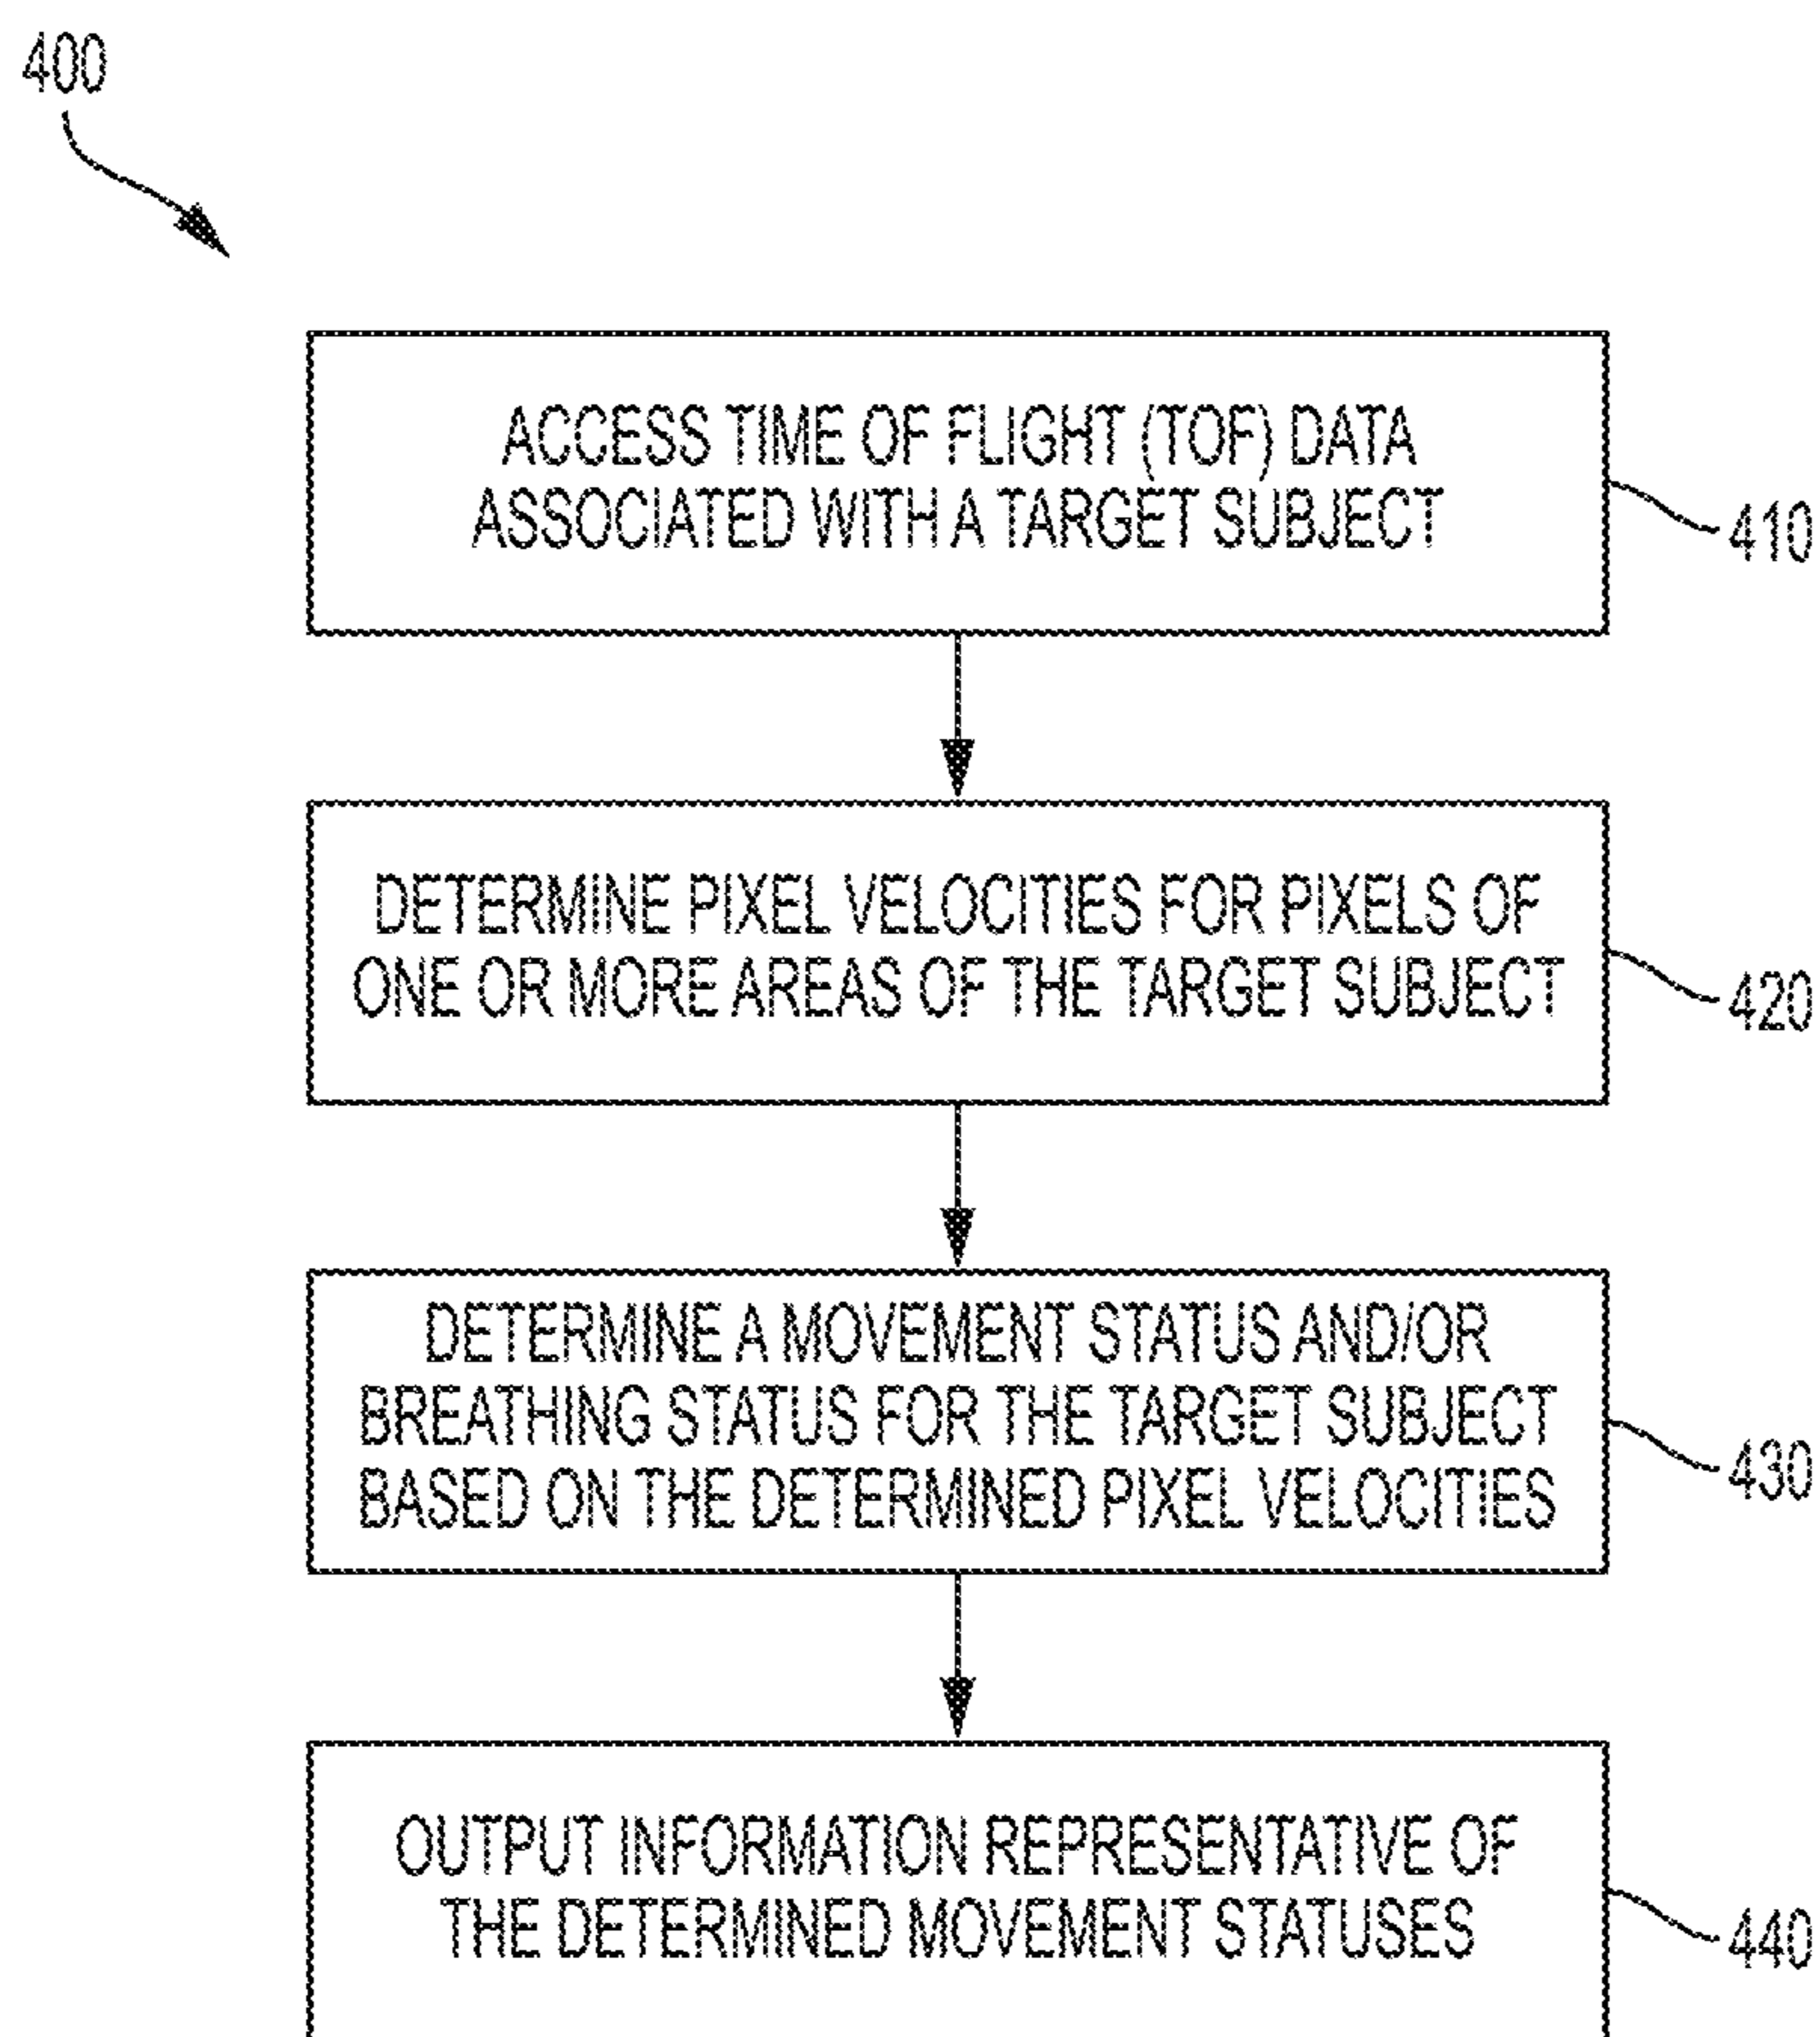 400
ACCESS TIME OF FLIGHT (TOF) DATA
ASSOCIATED WITH A TARGET SUBJECT
410
DETERMINE PIXEL VELOCITIES FOR PIXELS OF
ONE OR MORE AREAS OF THE TARGET SUBJECT
420
DETERMINE A MOVEMENT STATUS AND/OR
BREATHING STATUS FOR THE TARGET SUBJECT
BASED ON THE DETERMINED PIXEL VELOCITIES
430
OUTPUT INFORMATION REPRESENTATIVE OF
THE DETERMINED MOVEMENT STATUSES
440